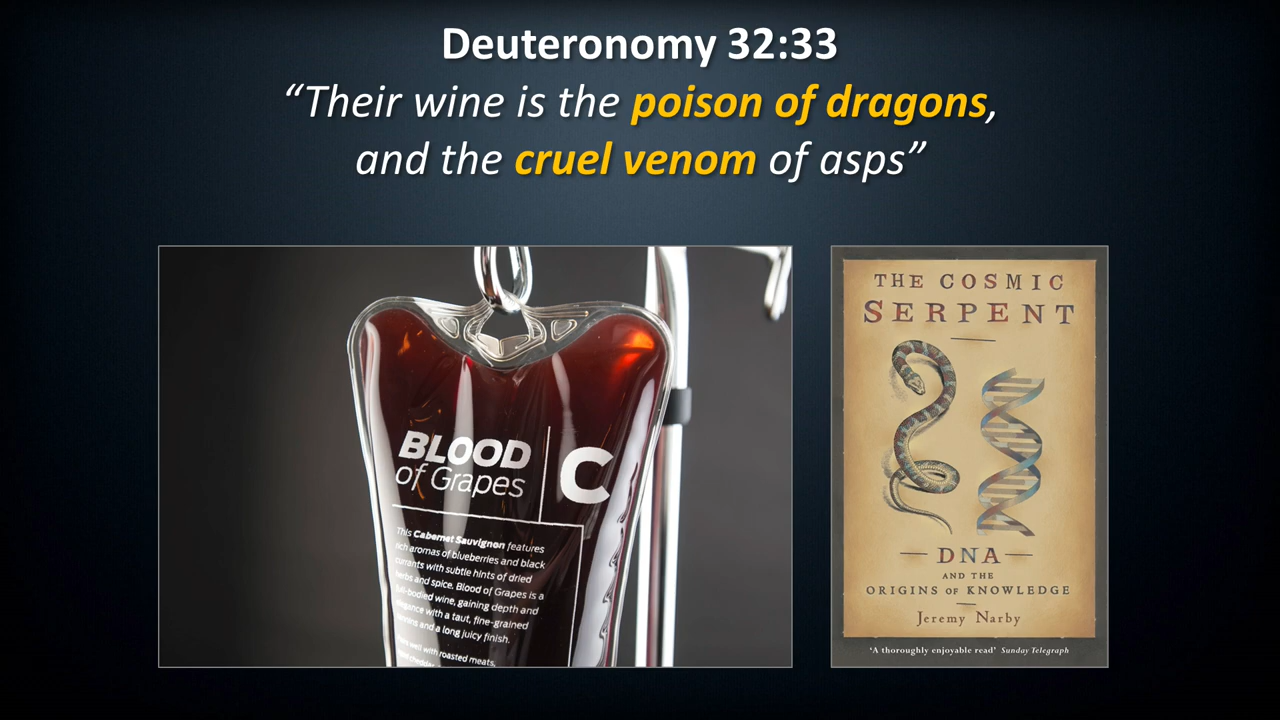 Deuteronomy 32:33
“Their wine is the poison of dragons,
and the cruel venom of asps”
BLOOD
of Grapes
C
This Cabernet Sauvignon features
rich aromas of blueberries and black
currants with subtle hints of dried
herbs and spice. Blood of Grapes is a
full-bodied wine, gaining depth and
elegance with a taut, fine-grained
tannins and a long juicy finish.
well with roasted meats,
cheddar
THE COSMIC
SERPENT
DNA
AND THE
ORIGINS OF KNOWLEDGE
Jeremy Narby
‘A thoroughly enjoyable read’ Sunday Telegraph